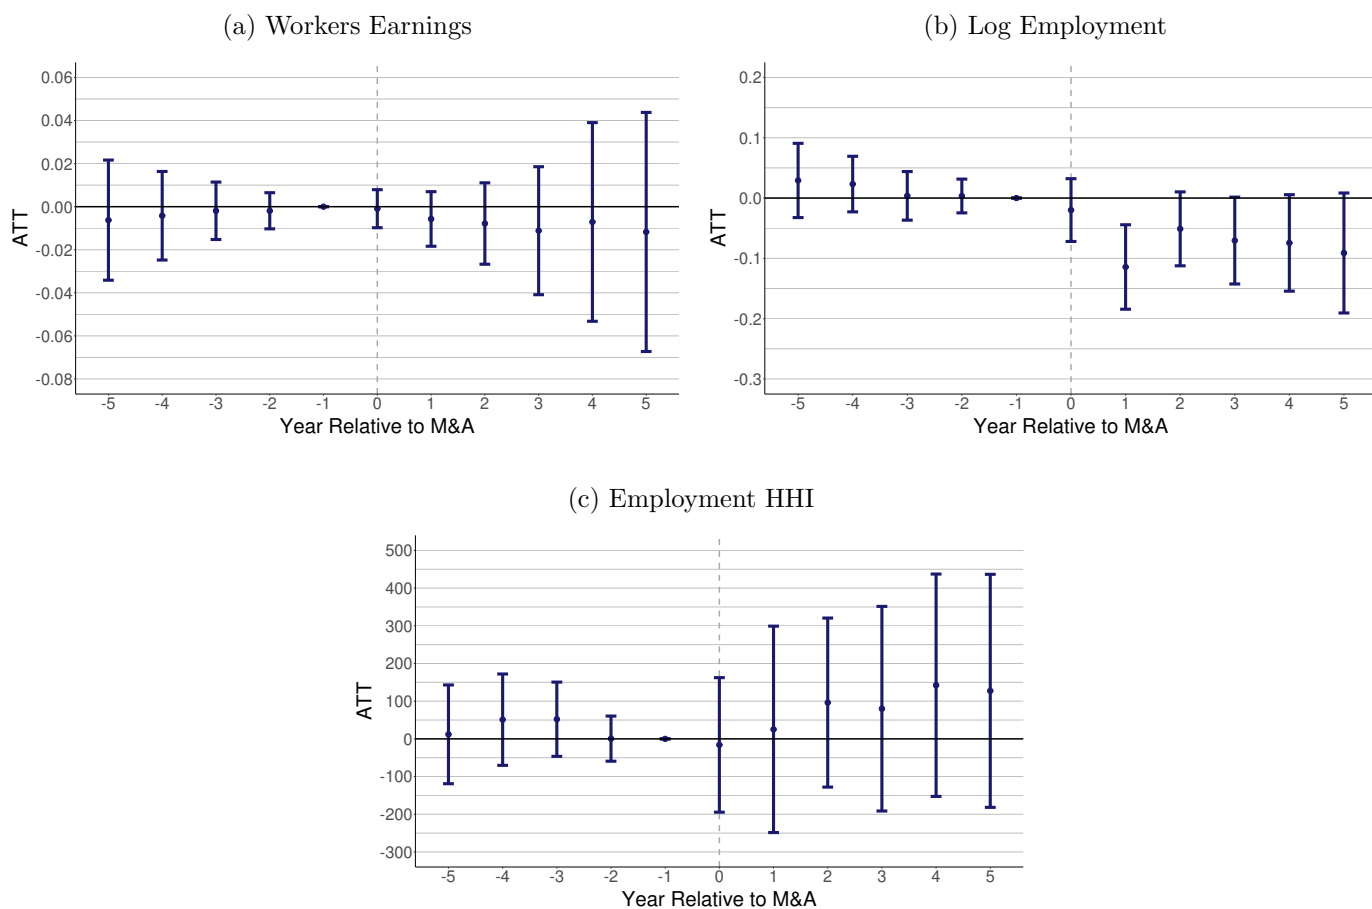 (a) Workers Earnings
0.06
0.04
0.02
0.00
-0.02
-0.04
-0.06
-0.08
ATT
-5 -4 -3 -2 -1 0 1 2 3 4 5
Year Relative to M&A
(b) Log Employment
0.2
0.1
0.0
-0.1
-0.2
-0.3
ATT
-5 -4 -3 -2 -1 0 1 2 3 4 5
Year Relative to M&A
(c) Employment HHI
500
400
300
200
100
0
-100
-200
-300
ATT
-5 -4 -3 -2 -1 0 1 2 3 4 5
Year Relative to M&A